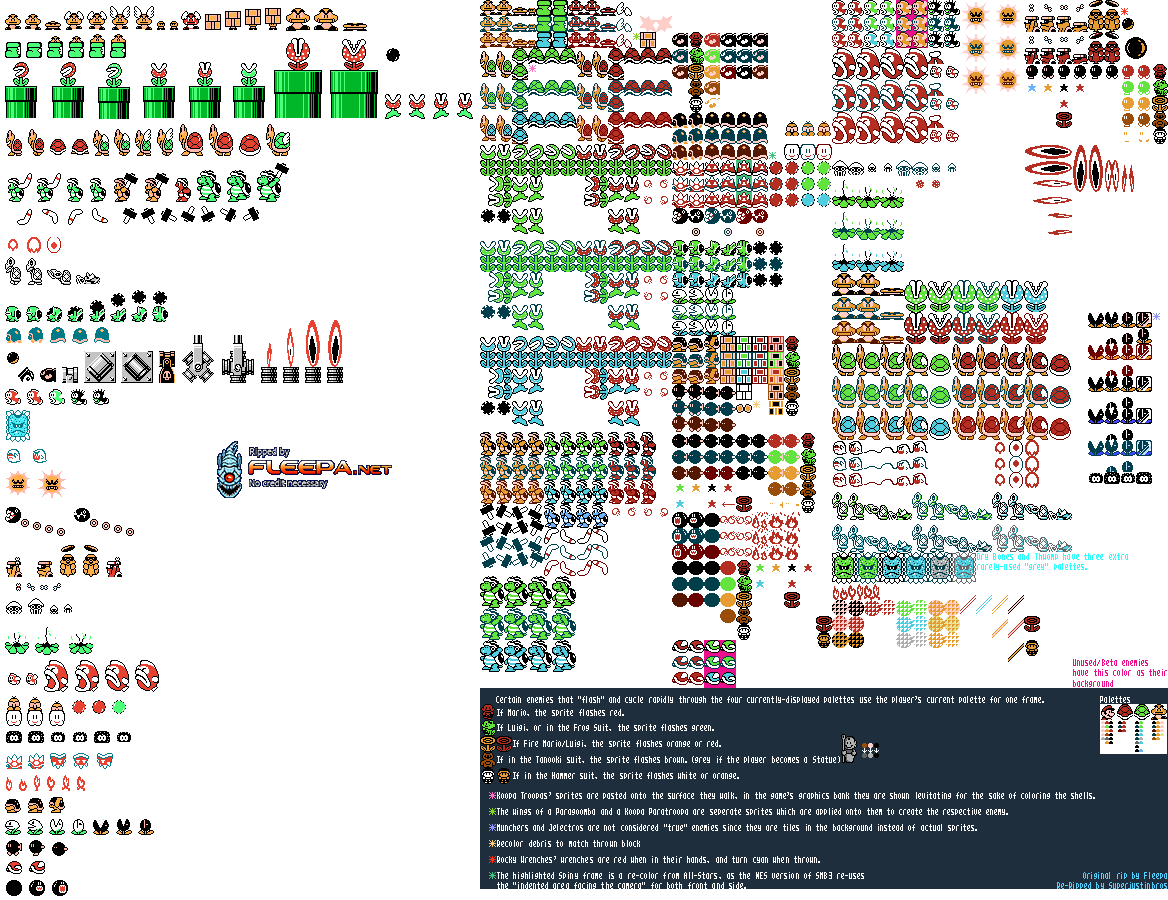 Ripped by
FLEEPA.NET
No credit necessary
Dry Bones and Thwomp have three extra
rarely-used "grey" palettes.
Unused/Beta enemies
have this color as their
background
Certain enemies that "flash" and cycle rapidly through the four currently-displayed palettes use the player's current palette for one frame.
If Mario, the sprite flashes red.
If Luigi, or in the Frog Suit, the sprite flashes green.
If Fire Mario/Luigi, the sprite flashes orange or red.
If in the Tanooki suit, the sprite flashes brown. (grey if the player becomes a Statue)
If in the Hammer suit, the sprite flashes white or orange.
Palettes
*Koopa Troopas' sprites are pasted onto the surface they walk, in the game's graphics bank they are shown levitating for the sake of coloring the shells.
*The wings of a Paragoomba and a Koopa Paratroopa are seperate sprites which are applied onto them to create the respective enemy.
*Munchers and Jelectros are not considered "true" enemies since they are tiles in the background instead of actual sprites.
*Recolor debris to match thrown block
*Rocky Wrenches' wrenches are red when in their hands, and turn cyan when thrown.
*The highlighted Spiny frame is a re-color from All-Stars, as the NES version of SMB3 re-uses
the "indented area facing the camera" for both front and side.
Original rip by Fleepa
Re-Ripped by Superjustinbros